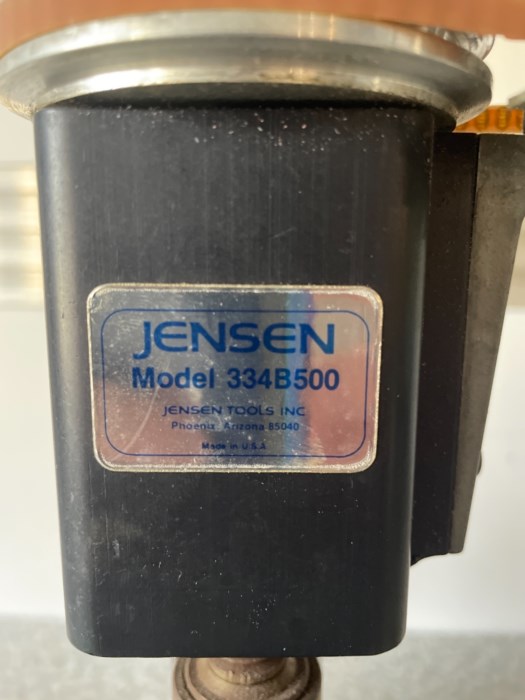 JENSEN
Model 334B500
JENSEN TOOLS INC
Phoenix Arizona 85040
Made in U.S.A.